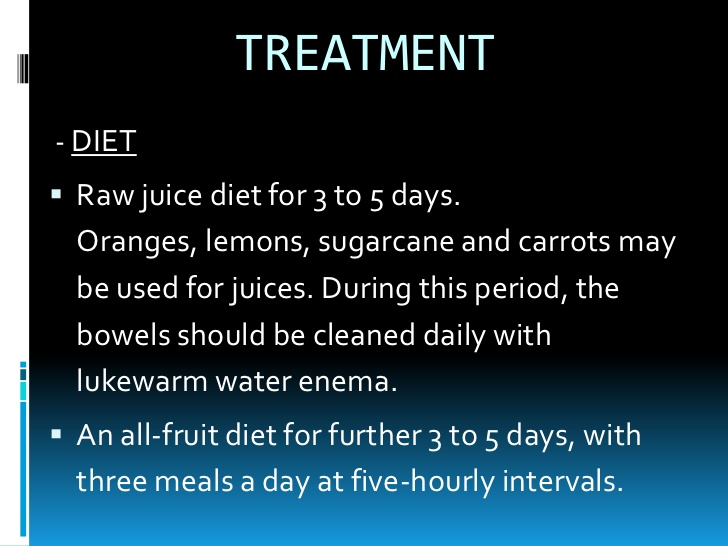 TREATMENT
- DIET
▪ Raw juice diet for 3 to 5 days.
Oranges, lemons, sugarcane and carrots may
be used for juices. During this period, the
bowels should be cleaned daily with
lukewarm water enema.
▪ An all-fruit diet for further 3 to 5 days, with
three meals a day at five-hourly intervals.